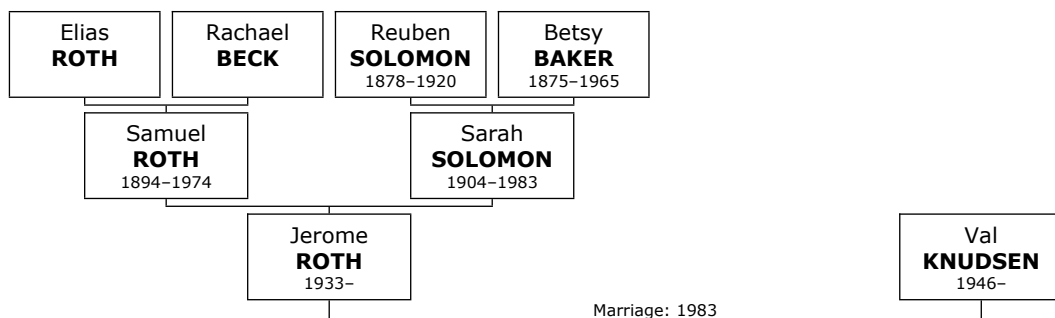 Elias
ROTH
Rachael
BECK
Reuben
SOLOMON
1878–1920
Betsy
BAKER
1875–1965
Samuel
ROTH
1894–1974
Sarah
SOLOMON
1904–1983
Jerome
ROTH
1933–
Val
KNUDSEN
1946–
Marriage: 1983